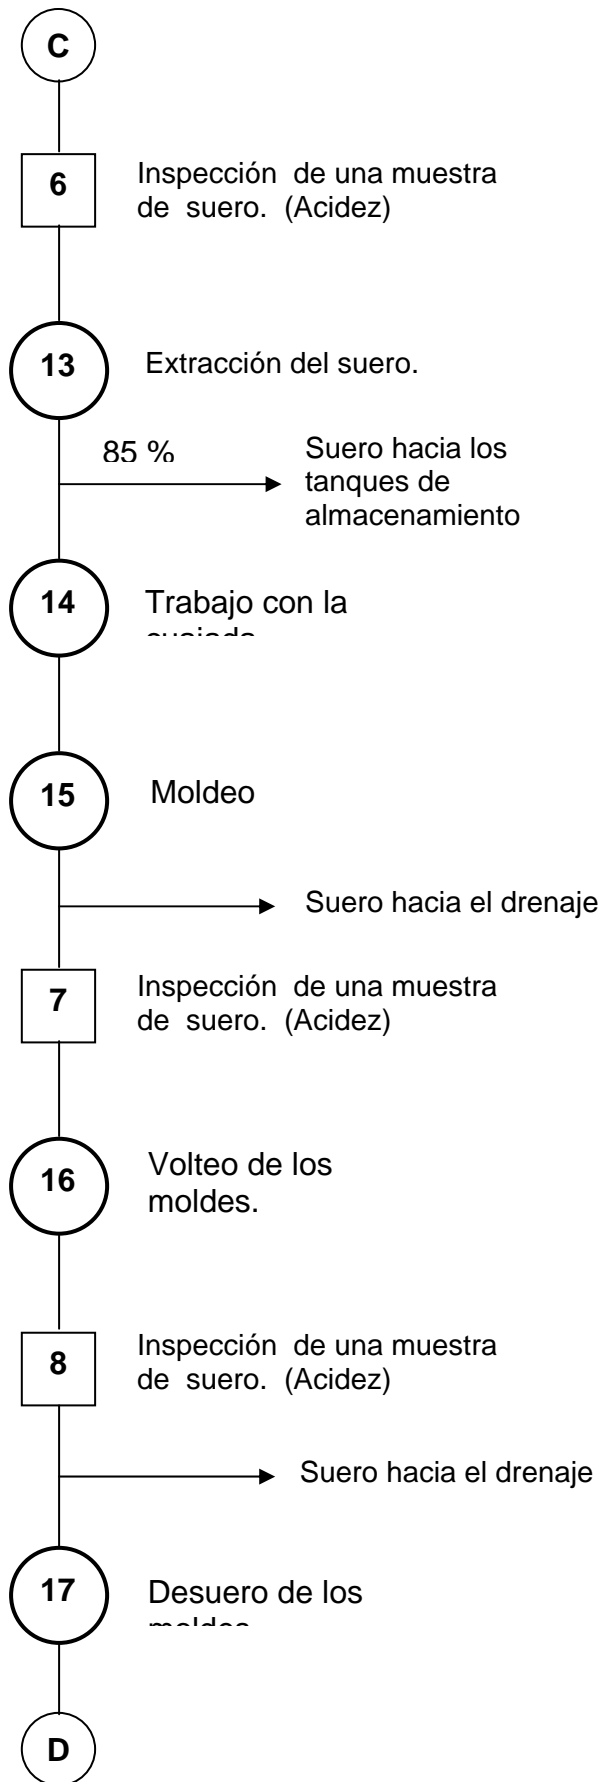 C
6
Inspección de una muestra
de suero. (Acidez)
13
Extracción del suero.
85 %
Suero hacia los
tanques de
almacenamiento
14
Trabajo con la
cuajada
15
Moldeo
Suero hacia el drenaje
7
Inspección de una muestra
de suero. (Acidez)
16
Volteo de los
moldes.
8
Inspección de una muestra
de suero. (Acidez)
Suero hacia el drenaje
17
Desuero de los
moldes
D